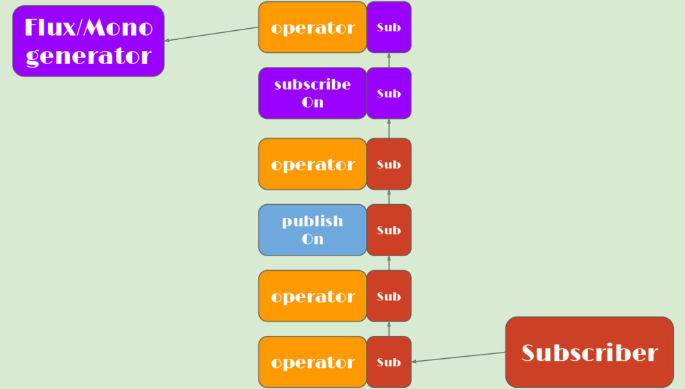 Flux/Mono
generator
operator
Sub
subscribe
On
Sub
operator
Sub
publish
On
Sub
operator
Sub
operator
Sub
Subscriber